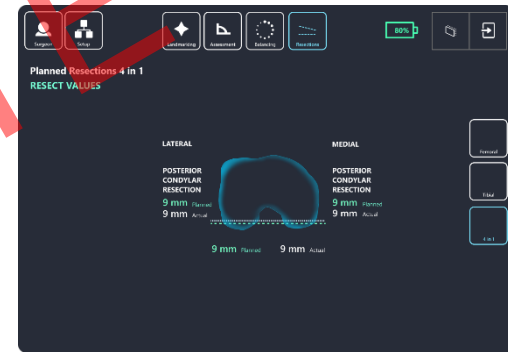 Surgeon
Setup
Landmarking
Assessment
Balancing
Resections
80%
Planned Resections 4 in 1
RESECT VALUES
LATERAL
MEDIAL
POSTERIOR
CONDYLAR
RESECTION
9 mm Planned
9 mm Actual
POSTERIOR
CONDYLAR
RESECTION
9 mm Planned
9 mm Actual
9 mm Planned
9 mm Actual
Femoral
Tibial
4 in 1